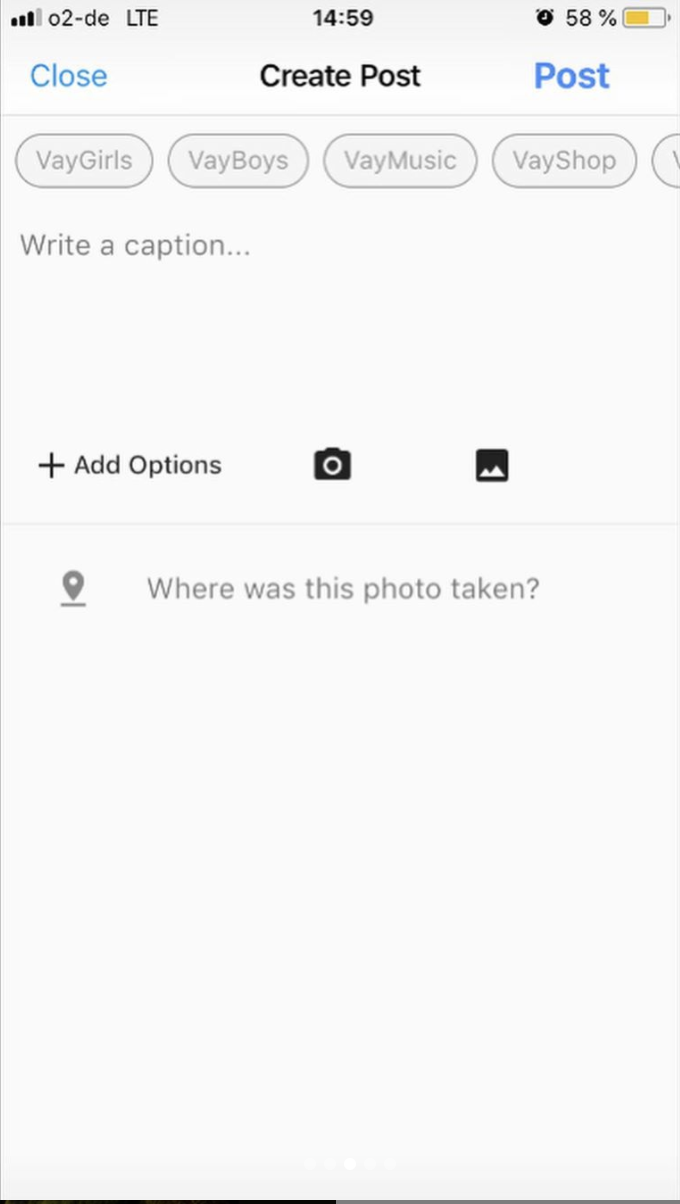 o2-de LTE 14:59 58 %
Close Create Post Post
VayGirls VayBoys VayMusic VayShop
Write a caption...
+ Add Options
Where was this photo taken?